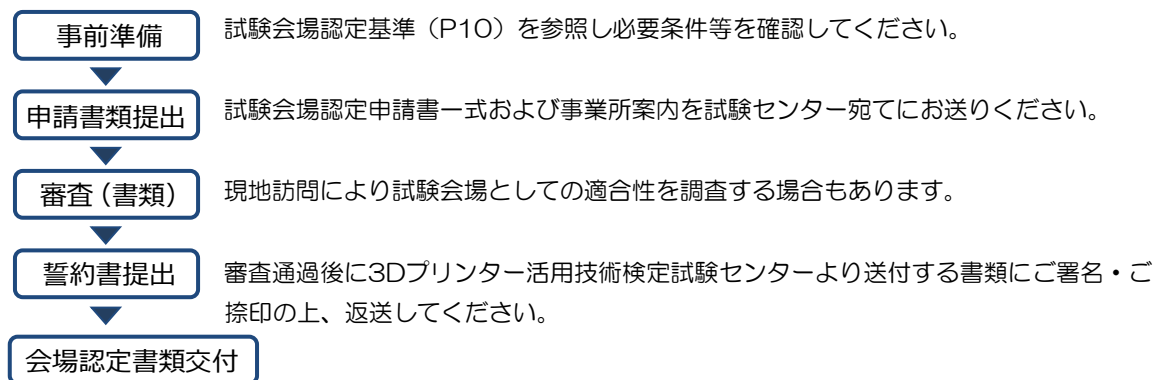 事前準備
試験会場認定基準（P10）を参照し必要条件等を確認してください。
申請書類提出
試験会場認定申請書一式および事業所案内を試験センター宛てにお送りください。
審査（書類）
現地訪問により試験会場としての適合性を調査する場合もあります。
誓約書提出
審査通過後に3Dプリンター活用技術検定試験センターより送付する書類にご署名・ご
捺印の上、返送してください。
会場認定書類交付